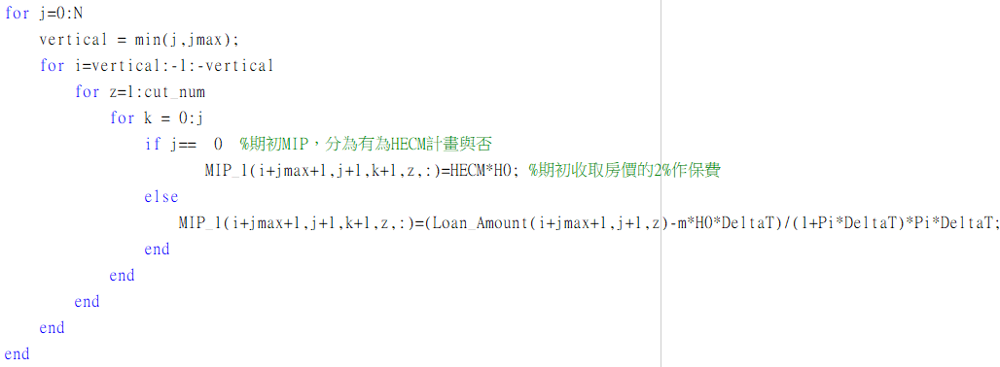 for j=0:N
vertical = min(j,jmax);
for i=vertical:-1:-vertical
for z=1:cut_num
for k = 0:j
if j==  0  %期初MIP，分為有為HECM計畫與否
MIP_1(i+jmax+1,j+1,k+1,z,:)=HECM*H0; %期初收取房價的2%作保費
else
MIP_1(i+jmax+1,j+1,k+1,z,:)=(Loan_Amount(i+jmax+1,j+1,z)-m*H0*DeltaT)/(1+Pi*DeltaT)*Pi*DeltaT;
end
end
end
end
end